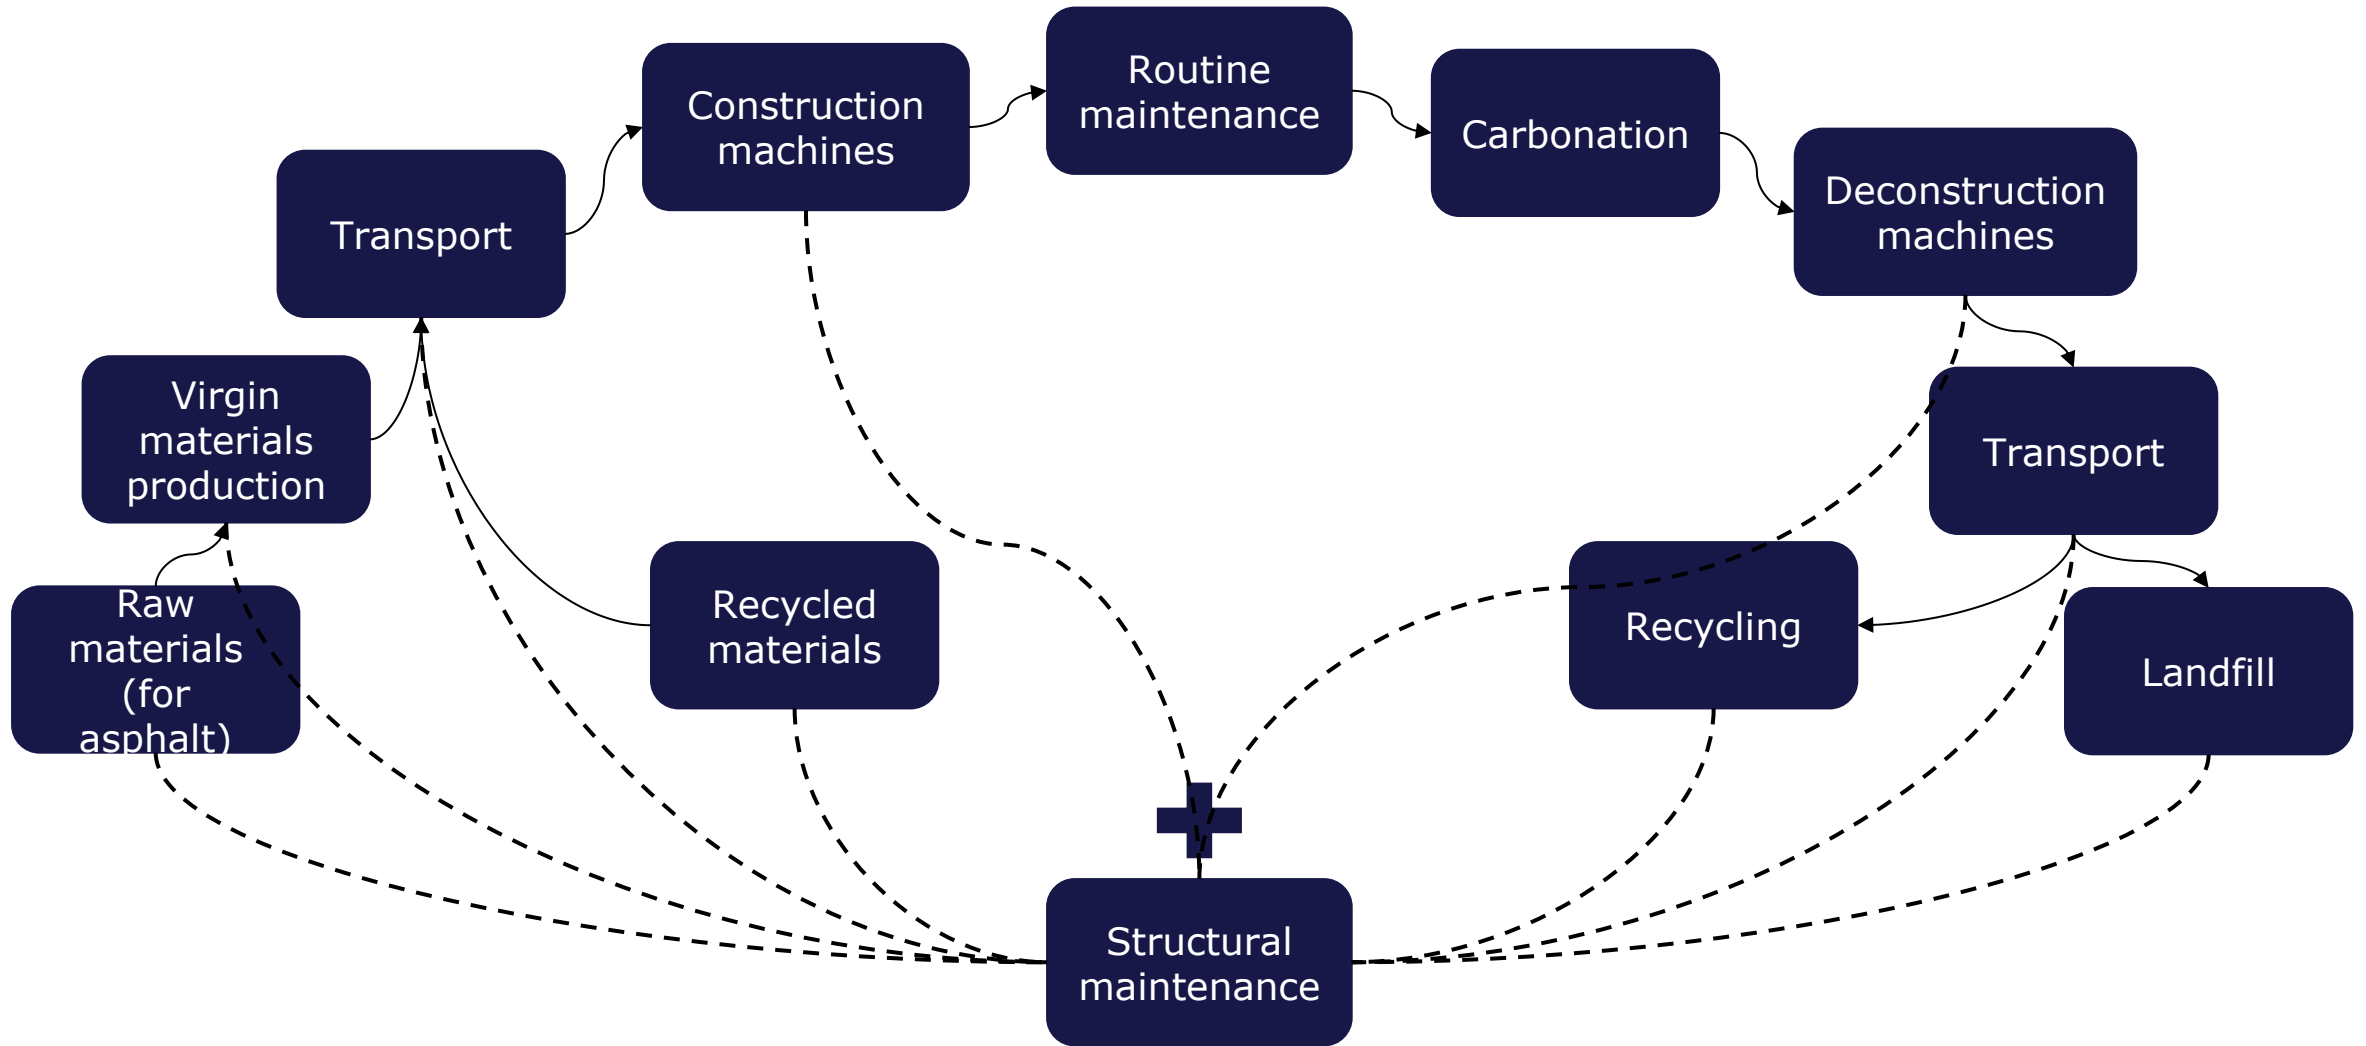 Routine
maintenance
Construction
machines
Carbonation
Deconstruction
machines
Transport
Virgin
materials
production
Transport
Raw
materials
(for
asphalt)
Recycled
materials
Recycling
Landfill
Structural
maintenance